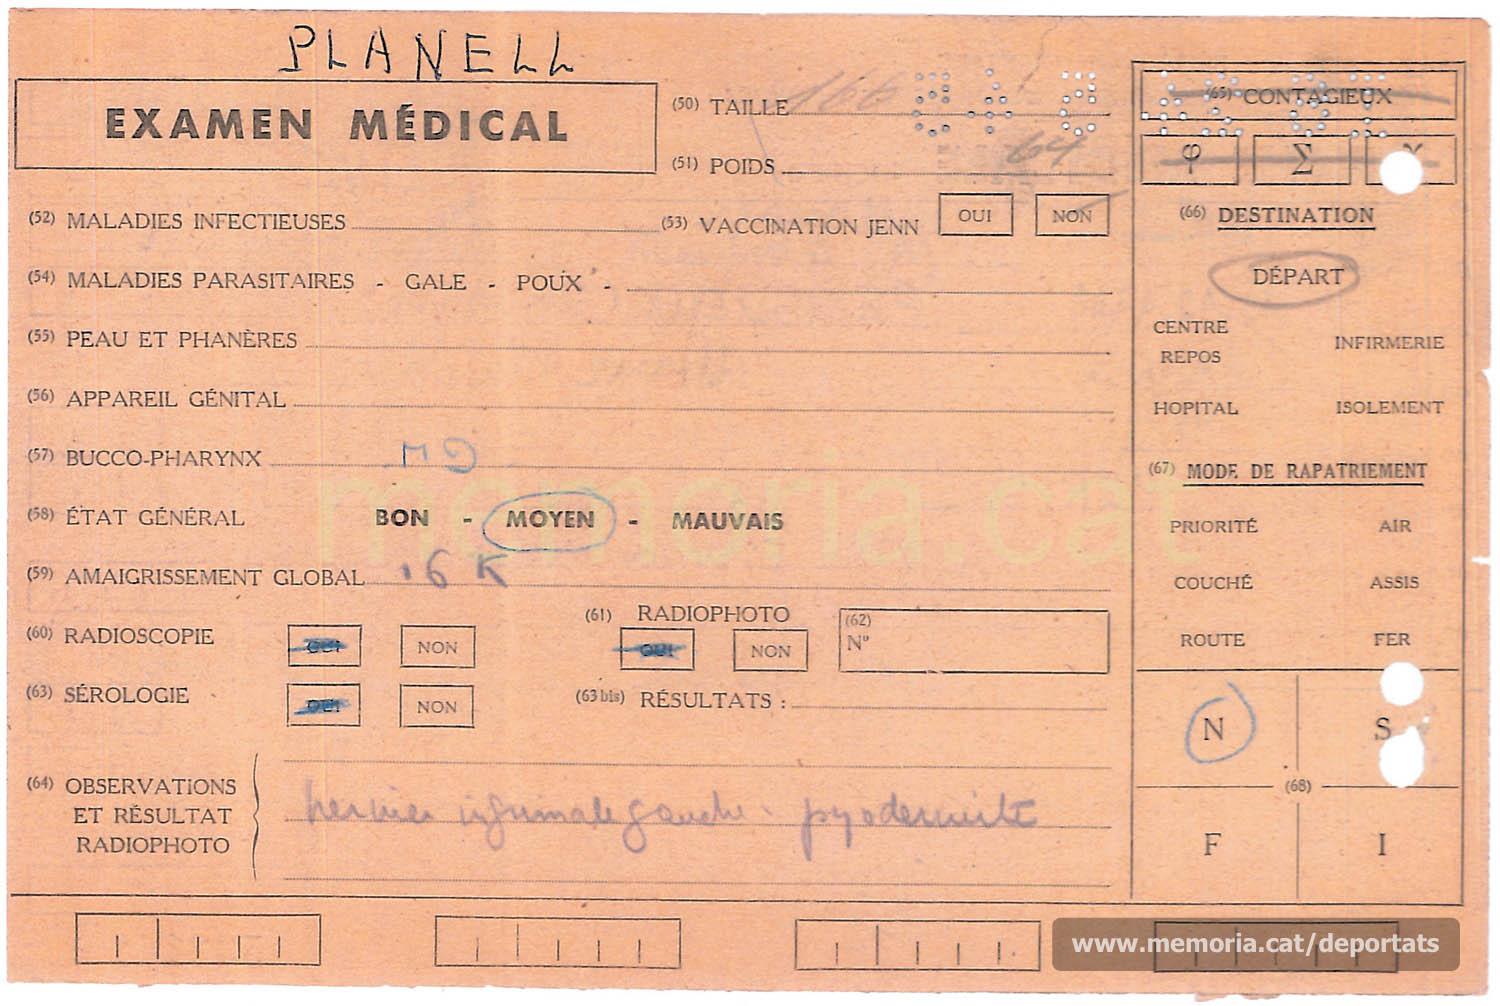 PLANELL
EXAMEN MÉDICAL
(50) TAILLE 166
(51) POIDS 64
(52) MALADIES INFECTIEUSES
(53) VACCINATION JENN OUI NON
(54) MALADIES PARASITAIRES - GALE - POUX -
(55) PEAU ET PHANÈRES
(56) APPAREIL GÉNITAL
(57) BUCCO-PHARYNX
(58) ÉTAT GÉNÉRAL BON - MOYEN - MAUVAIS
(59) AMAIGRISSEMENT GLOBAL 16 K
(60) RADIOSCOPIE OUI NON
(61) RADIOPHOTO OUI NON
(62) Nº
(63) SÉROLOGIE OUI NON
(63 bis) RÉSULTATS :
(64) OBSERVATIONS
ET RÉSULTAT
RADIOPHOTO
gauche - pyodermite
(65) CONTAGIEUX
φ Σ
(66) DESTINATION
DÉPART
CENTRE
REPOS
INFIRMERIE
HOPITAL ISOLEMENT
(67) MODE DE RAPATRIEMENT
PRIORITÉ AIR
COUCHÉ ASSIS
ROUTE FER
N S
(68)
F I
memoria.cat
www.memoria.cat/deportats